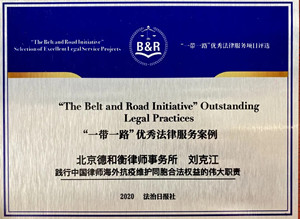 "The Belt and Road Initiative"
Selection of Excellent Legal Service Projects
B&R
"一带一路"优秀法律服务项目评选
"The Belt and Road Initiative" Outstanding
Legal Practices
"一带一路"优秀法律服务案例
北京德和衡律师事务所 刘克江
践行中国律师海外抗疫维护同胞合法权益的伟大职责
2020 法治日报社